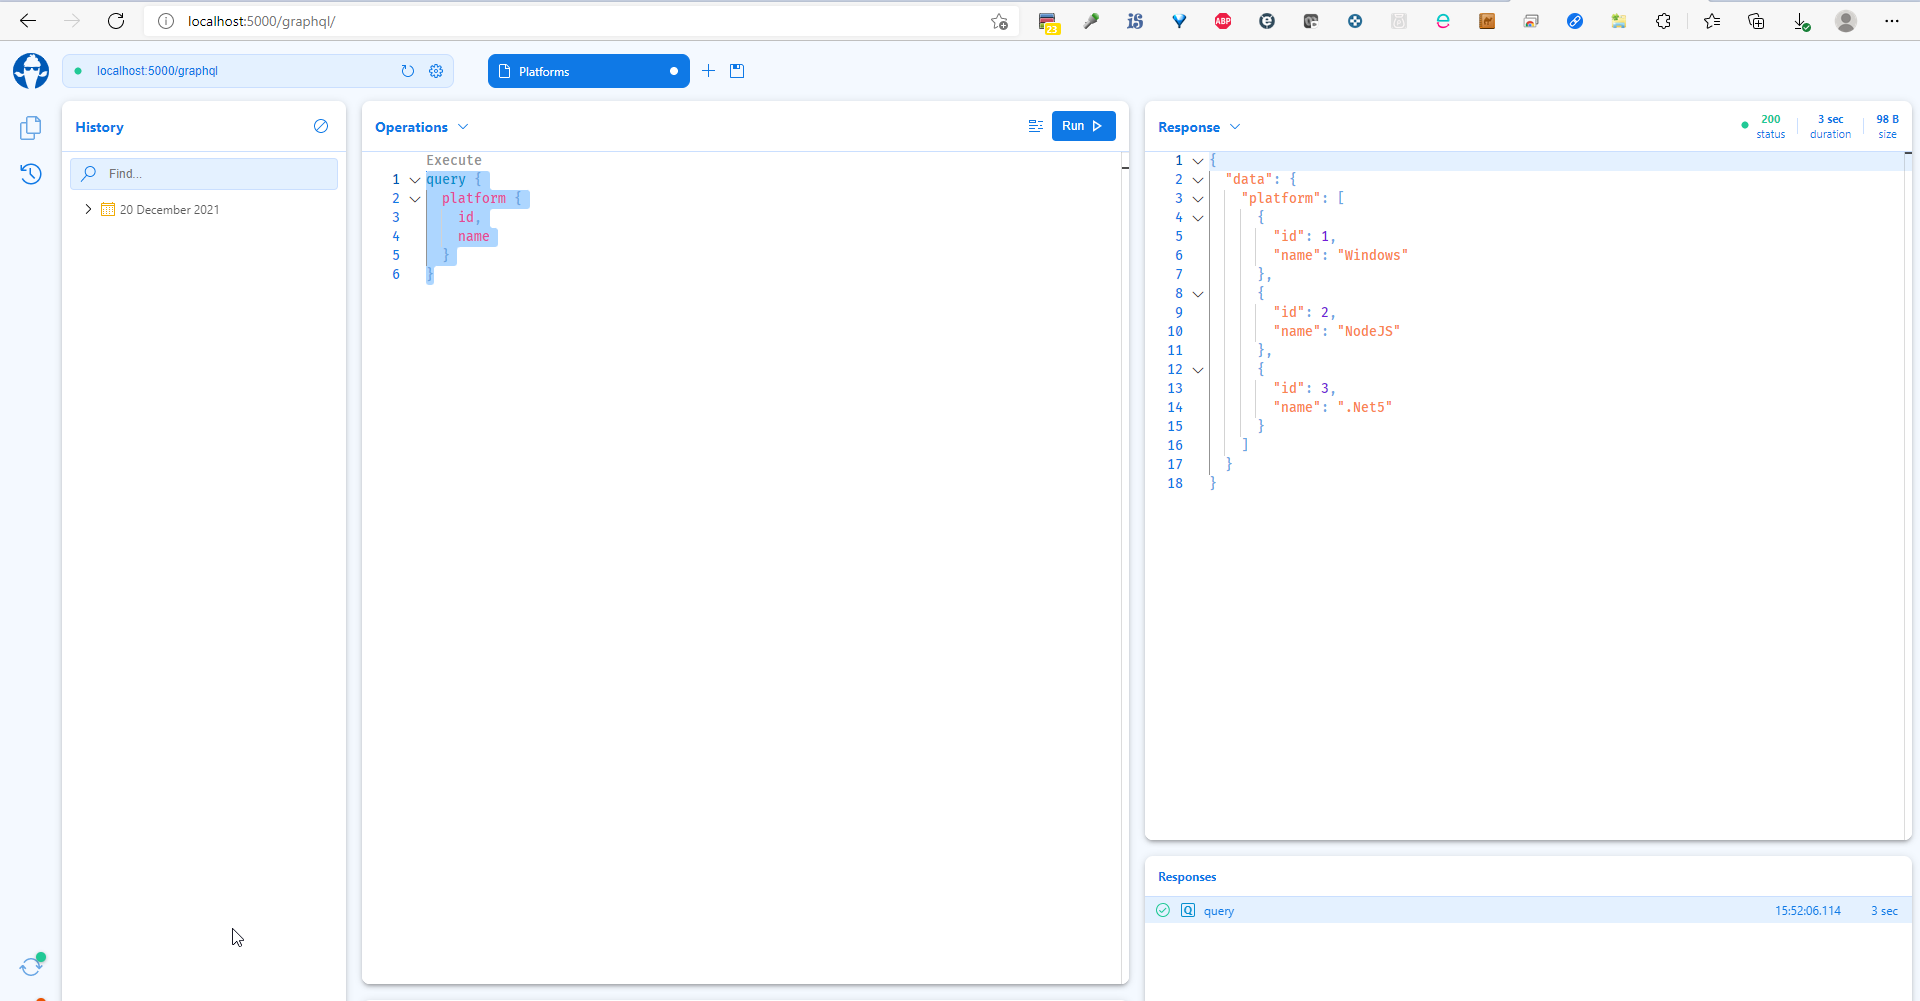 localhost:5000/graphql/
23
ABP
localhost:5000/graphql
Platforms
History
Find...
20 December 2021
Operations
Run
Execute
1 query {
2 platform {
3 id,
4 name
5 }
6 }
Response
200 status
3 sec duration
98 B size
1 {
2 "data": {
3 "platform": [
4 {
5 "id": 1,
6 "name": "Windows"
7 },
8 {
9 "id": 2,
10 "name": "NodeJS"
11 },
12 {
13 "id": 3,
14 "name": ".Net5"
15 }
16 ]
17 }
18 }
Responses
Q query 15:52:06.114 3 sec